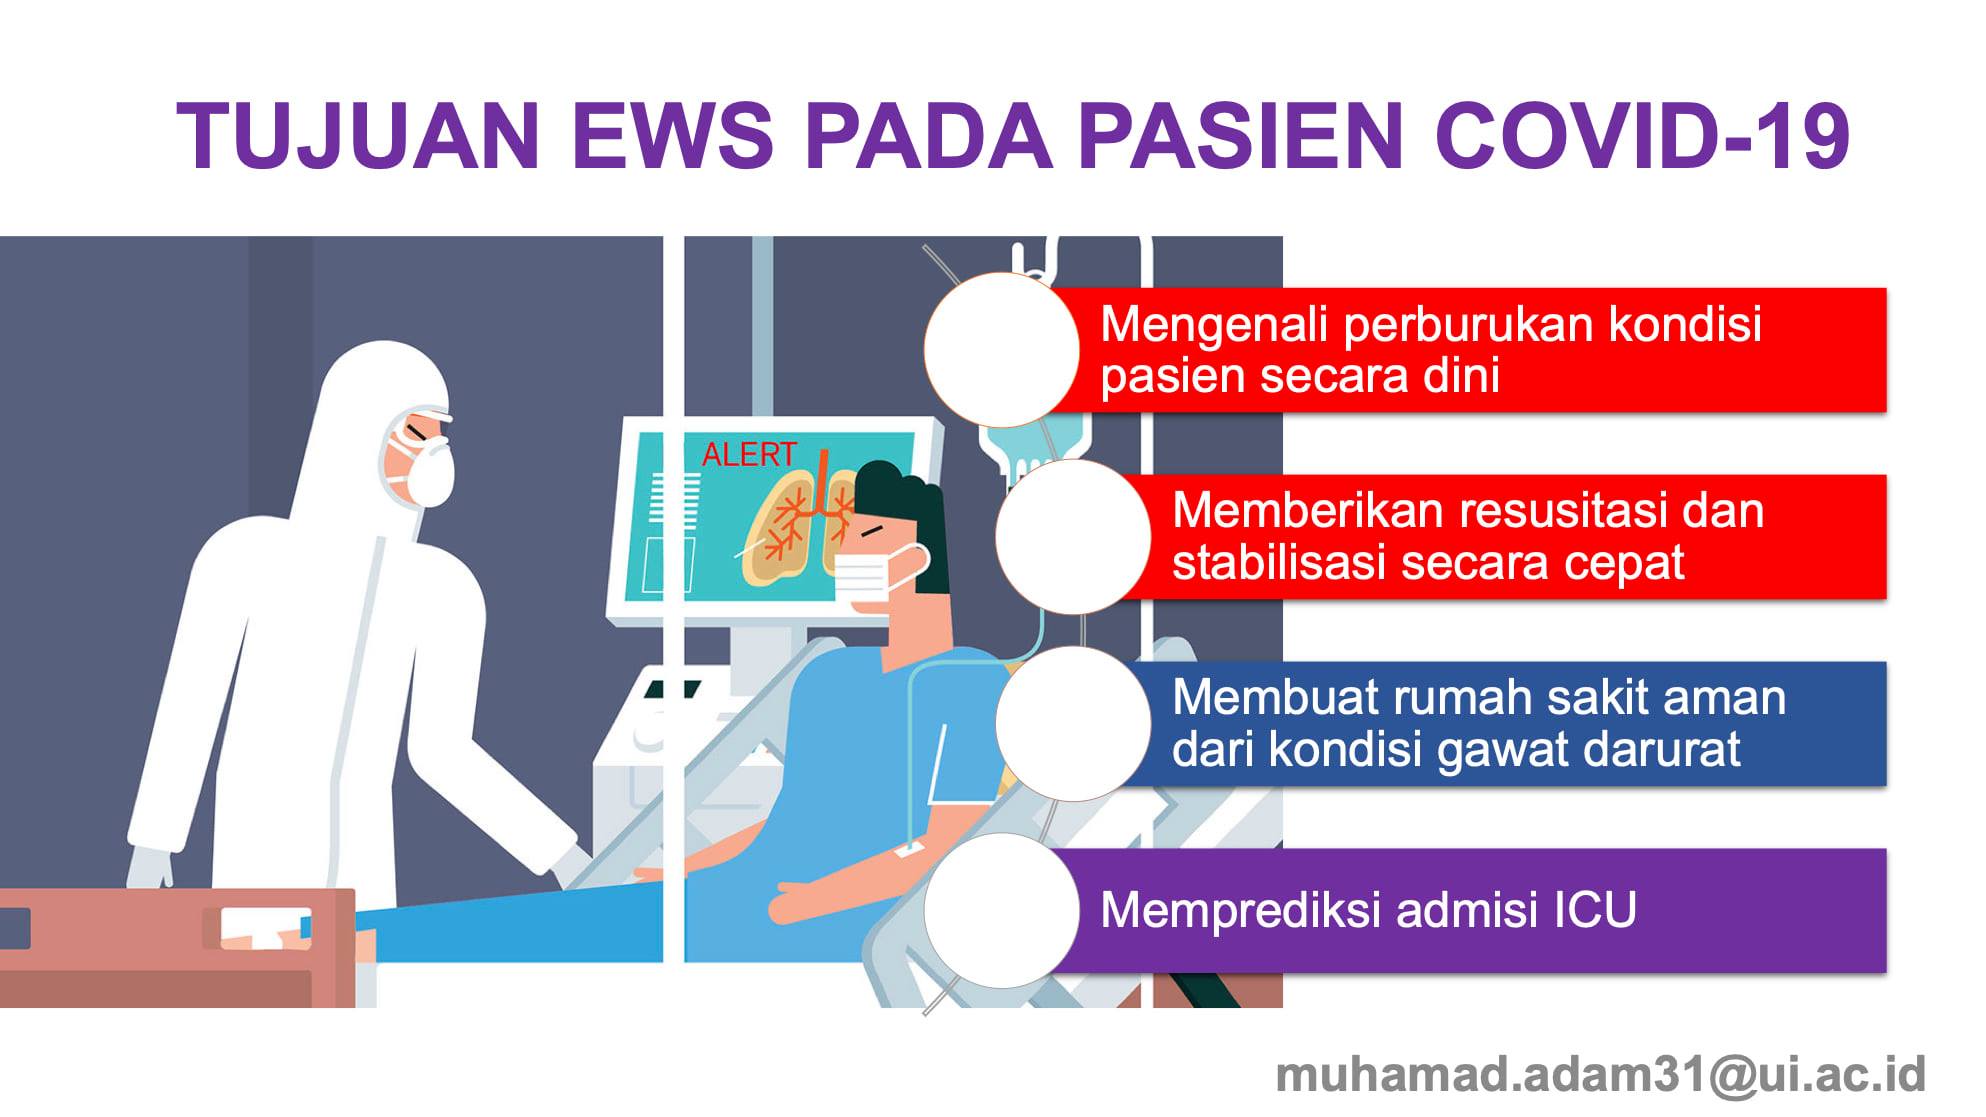 TUJUAN EWS PADA PASIEN COVID-19
ALERT
Mengenali perburukan kondisi
pasien secara dini
Memberikan resusitasi dan
stabilisasi secara cepat
Membuat rumah sakit aman
dari kondisi gawat darurat
Memprediksi admisi ICU
muhamad.adam31@ui.ac.id